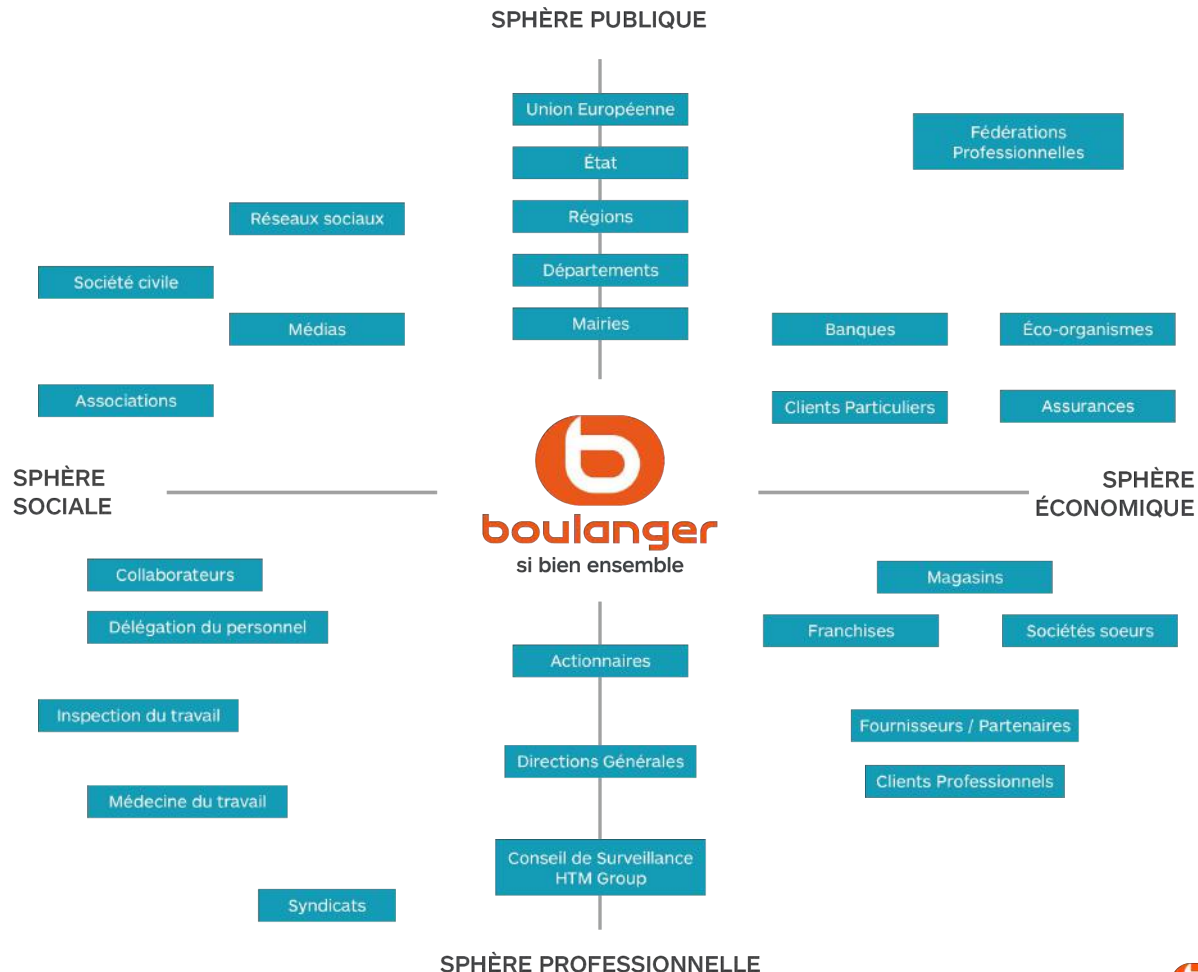 SPHÈRE PUBLIQUE
Union Européenne
Fédérations
Professionnelles
État
Réseaux sociaux
Régions
Société civile
Départements
Médias
Mairies
Banques
Éco-organismes
Associations
Clients Particuliers
Assurances
SPHÈRE
SOCIALE
b
boulanger
si bien ensemble
SPHÈRE
ÉCONOMIQUE
Collaborateurs
Magasins
Délégation du personnel
Franchises
Sociétés soeurs
Actionnaires
Inspection du travail
Fournisseurs / Partenaires
Directions Générales
Clients Professionnels
Médecine du travail
Conseil de Surveillance
HTM Group
Syndicats
SPHÈRE PROFESSIONNELLE